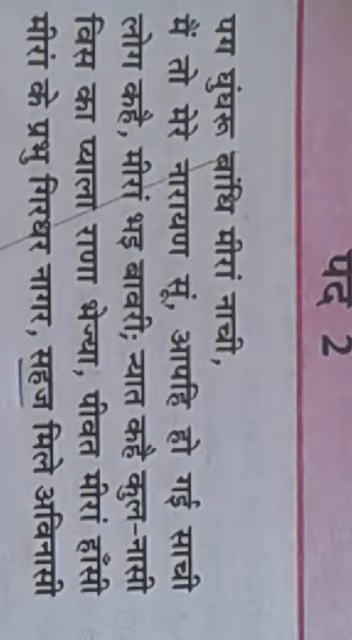 पद 2
पग घुंघरू बांधि मीरां नाची,
मैं तो मेरे नारायण सूं, आपहि हो गई साची
लोग कहै, मीरां भइ बावरी; न्यात कहै कुल-नासी
विस का प्याला राणा भेज्या, पीवत मीरां हाँसी
मीरां के प्रभु गिरधर नागर, सहज मिले अविनासी